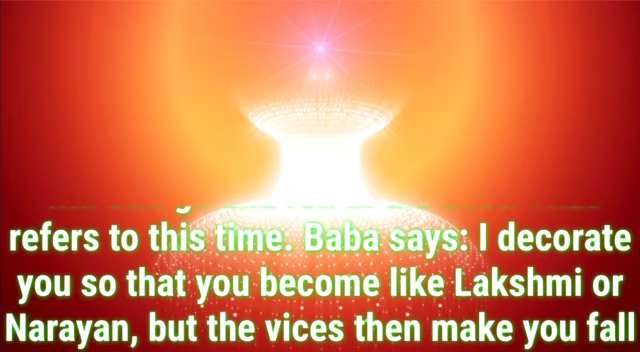 refers to this time. Baba says: I decorate
you so that you become like Lakshmi or
Narayan, but the vices then make you fall